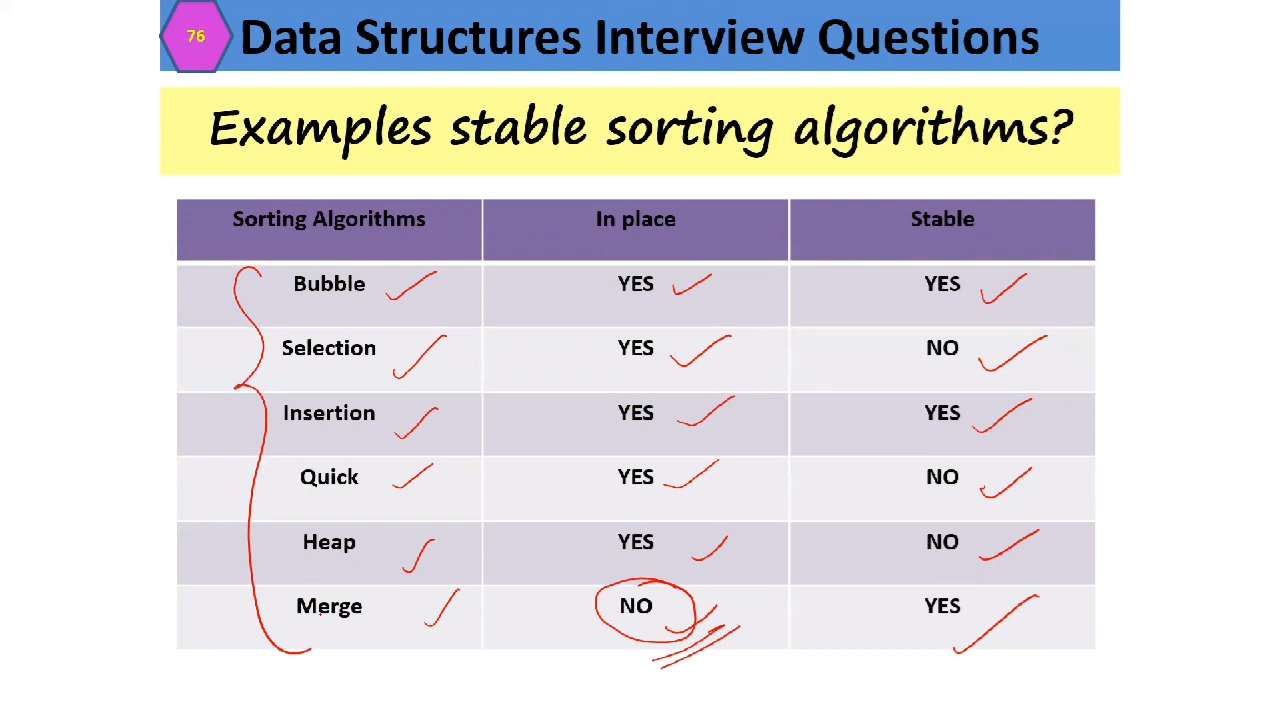 76
Data Structures Interview Questions
Examples stable sorting algorithms?
Sorting Algorithms In place Stable
Bubble YES YES
Selection YES NO
Insertion YES YES
Quick YES NO
Heap YES NO
Merge NO YES